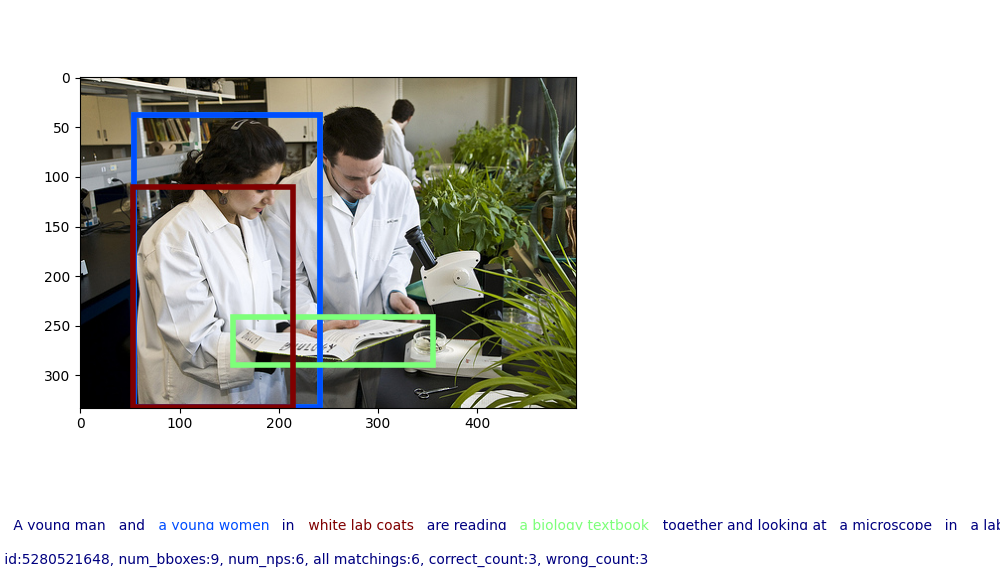 0
50
100
150
200
250
300
BIOLOGY
0 100 200 300 400
A young man and a young women in white lab coats are reading a biology textbook together and looking at a microscope in a lab
id:5280521648, num_bboxes:9, num_nps:6, all matchings:6, correct_count:3, wrong_count:3